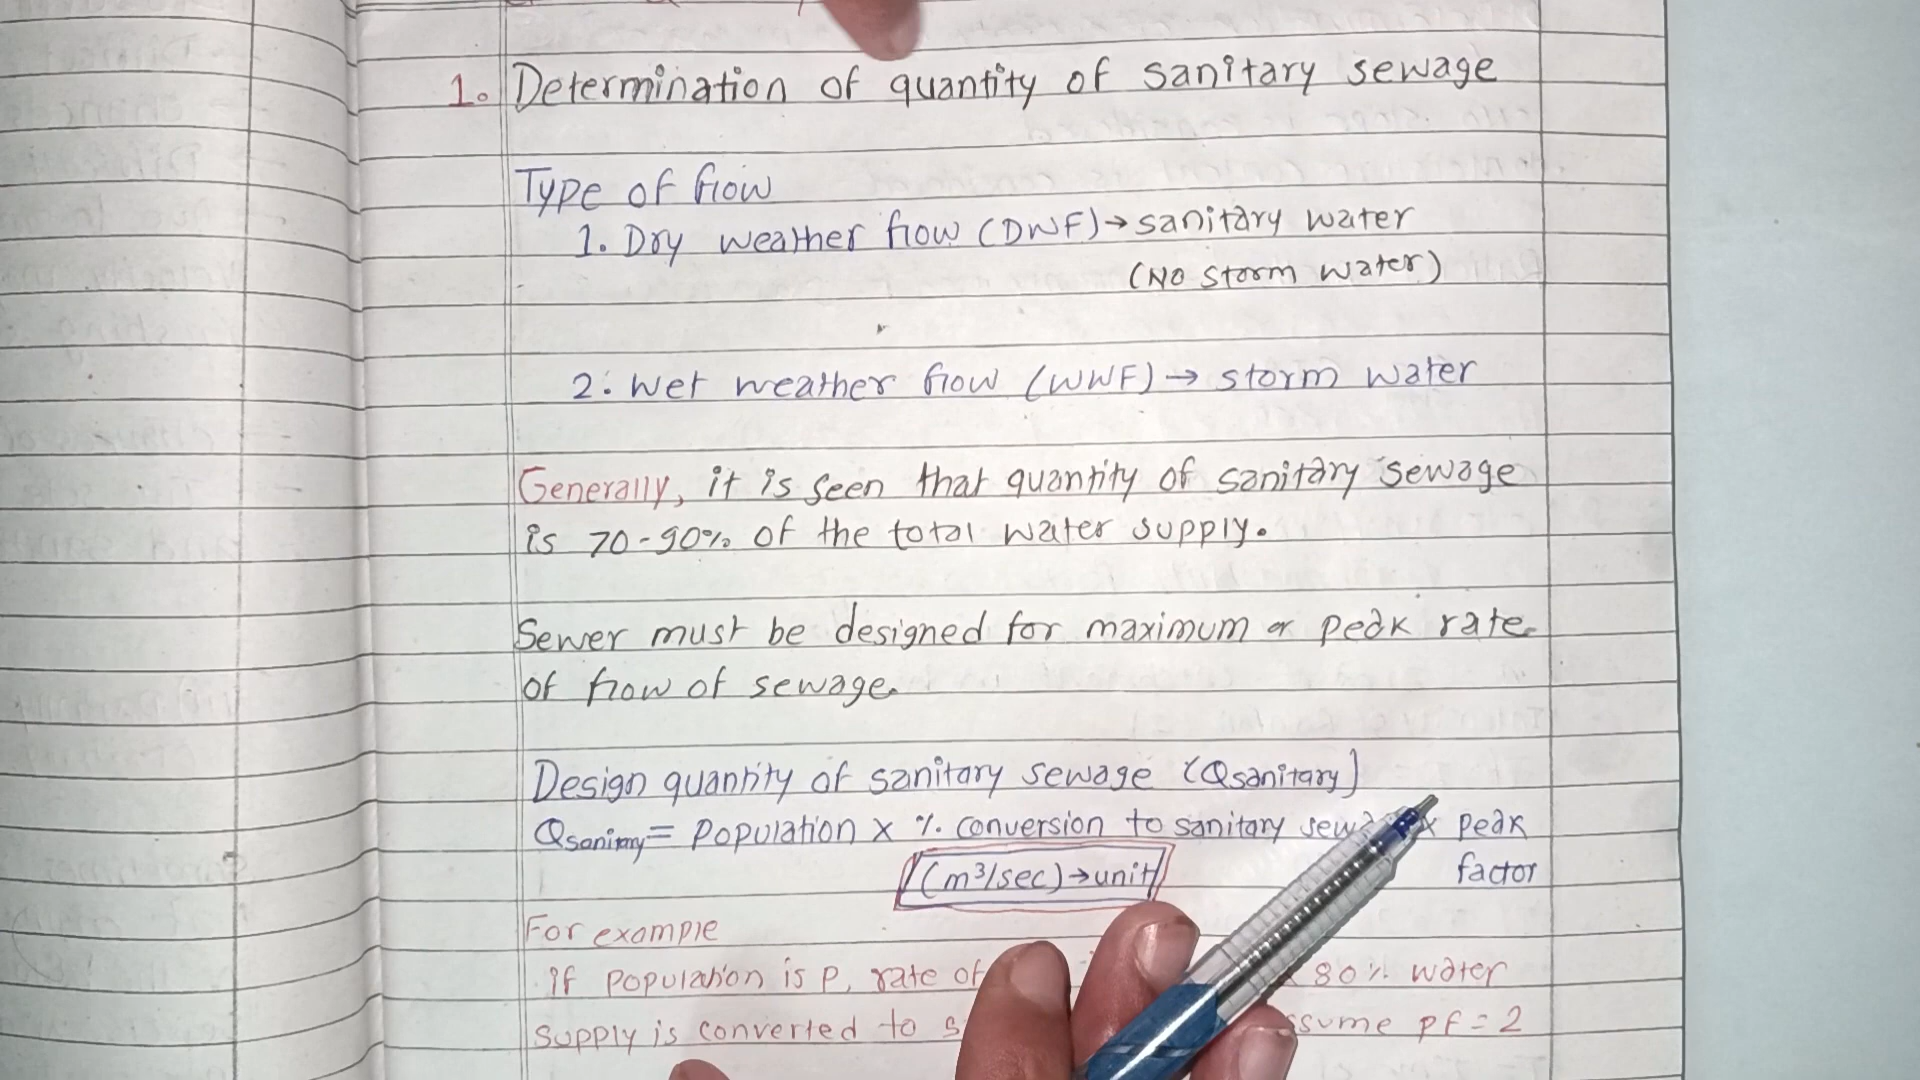 1. Determination of quantity of sanitary sewage
Type of flow
1. Dry weather flow (DWF) → sanitary water
(No storm water)
2. Wet weather flow (WWF) → storm water
Generally, it is seen that quantity of sanitary sewage
is 70-90% of the total water supply.
Sewer must be designed for maximum or peak rate
of flow of sewage.
Design quantity of sanitary sewage (Qsanitary)
Qsanitary = Population x % conversion to sanitary x peak
factor
(m³/sec) → unit
For example
if population is P, rate of 80% water
supply is converted to pf = 2